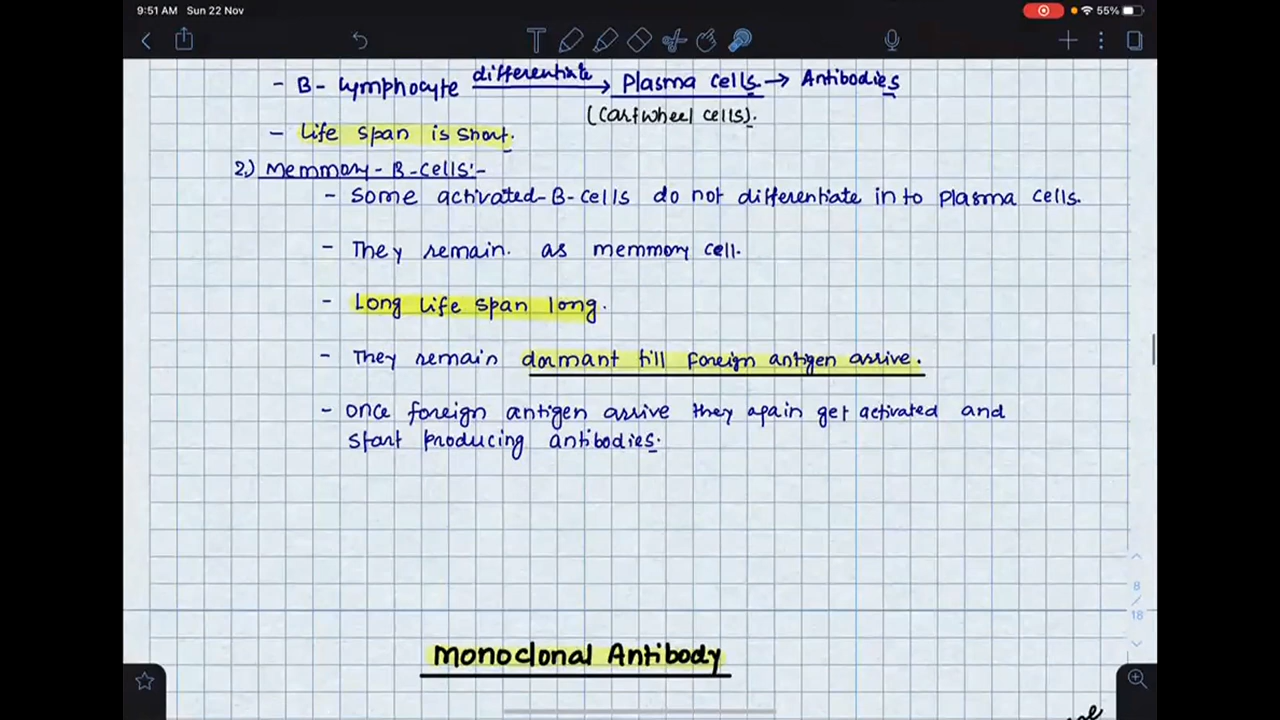 9:51 AM Sun 22 Nov
55%
- B- lymphocyte differentiate → Plasma cells → Antibodies
(Cartwheel cells).
- Life span is short.
2.) Memmory- B-cells:-
- Some activated-B-cells do not differentiate in to plasma cells.
- They remain. as memmory cell.
- Long life span long.
- They remain dormant till foreign antigen arrive.
- once foreign antigen arrive they again get activated and
start producing antibodies.
8
/
18
Monoclonal Antibody